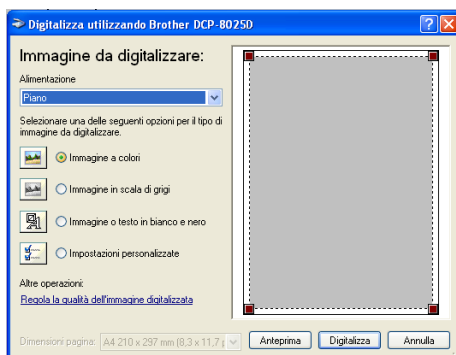 Digitalizza utilizzando Brother DCP-8025D
Immagine da digitalizzare:
Alimentazione
Piano
Selezionare una delle seguenti opzioni per il tipo di
immagine da digitalizzare.
Immagine a colori
Immagine in scala di grigi
Immagine o testo in bianco e nero
Impostazioni personalizzate
Altre operazioni:
Regola la qualità dell'immagine digitalizzata
Dimensioni pagina: A4 210 x 297 mm (8,3 x 11,7
Anteprima Digitalizza Annulla